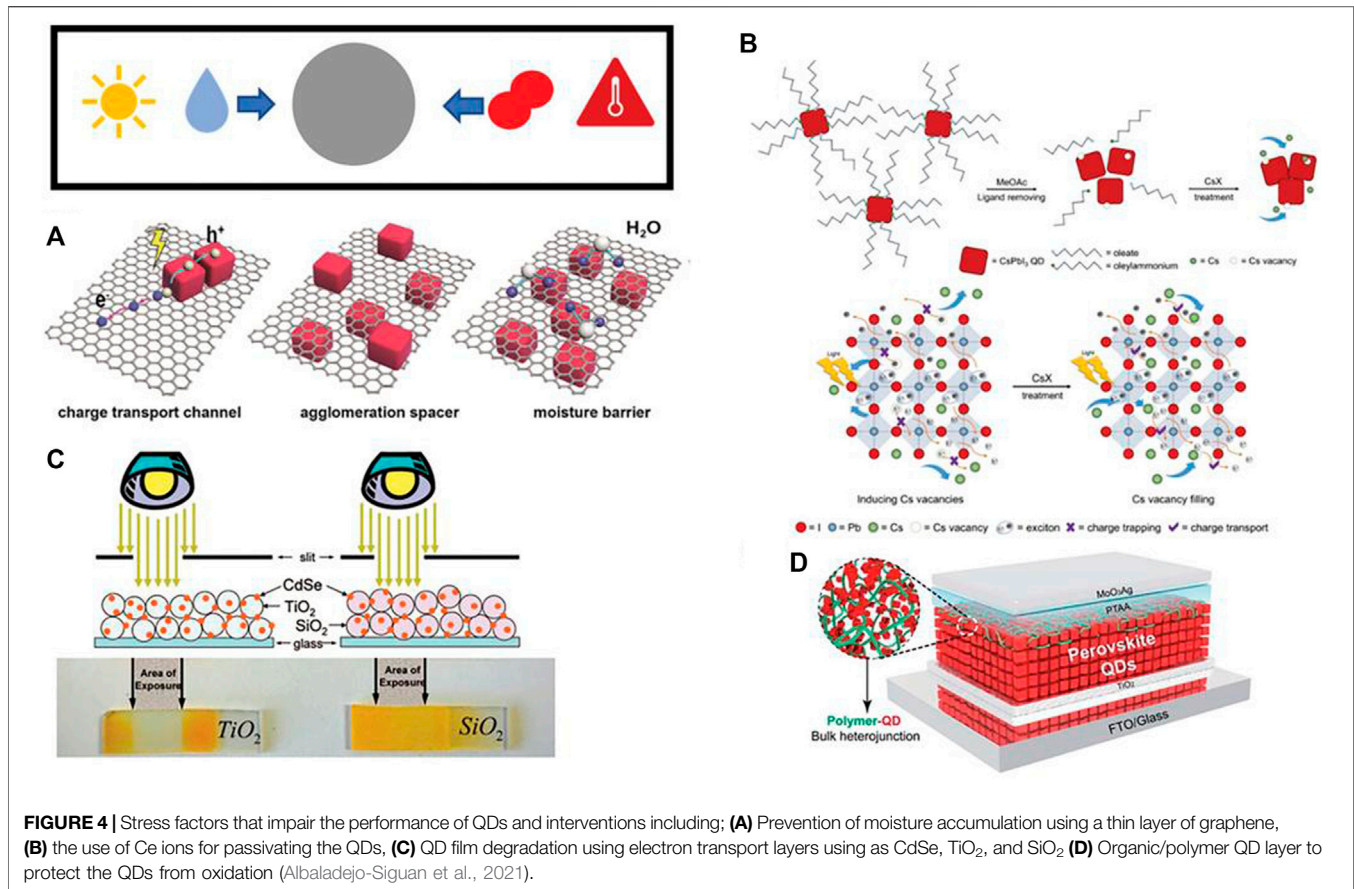 A
h⁺
e⁻
H₂O
charge transport channel
agglomeration spacer
moisture barrier
B
MeOAc
Ligand removing
CsX
treatment
= CsPbI₃ QD
= oleate
= oleylammonium
= Cs
= Cs vacancy
Light
Light
CsX
treatment
Inducing Cs vacancies
Cs vacancy filling
= I
= Pb
= Cs
= Cs vacancy
= exciton
= charge trapping
= charge transport
C
slit
CdSe
TiO₂
SiO₂
glass
Area of
Exposure
TiO₂
Area of
Exposure
SiO₂
D
MoO₃Ag
PTAA
Perovskite
QDs
TiO₂
FTO/Glass
Polymer-QD
Bulk heterojunction
FIGURE 4 | Stress factors that impair the performance of QDs and interventions including; (A) Prevention of moisture accumulation using a thin layer of graphene,
(B) the use of Ce ions for passivating the QDs, (C) QD film degradation using electron transport layers using as CdSe, TiO₂, and SiO₂ (D) Organic/polymer QD layer to
protect the QDs from oxidation (Albaladejo-Siguan et al., 2021).